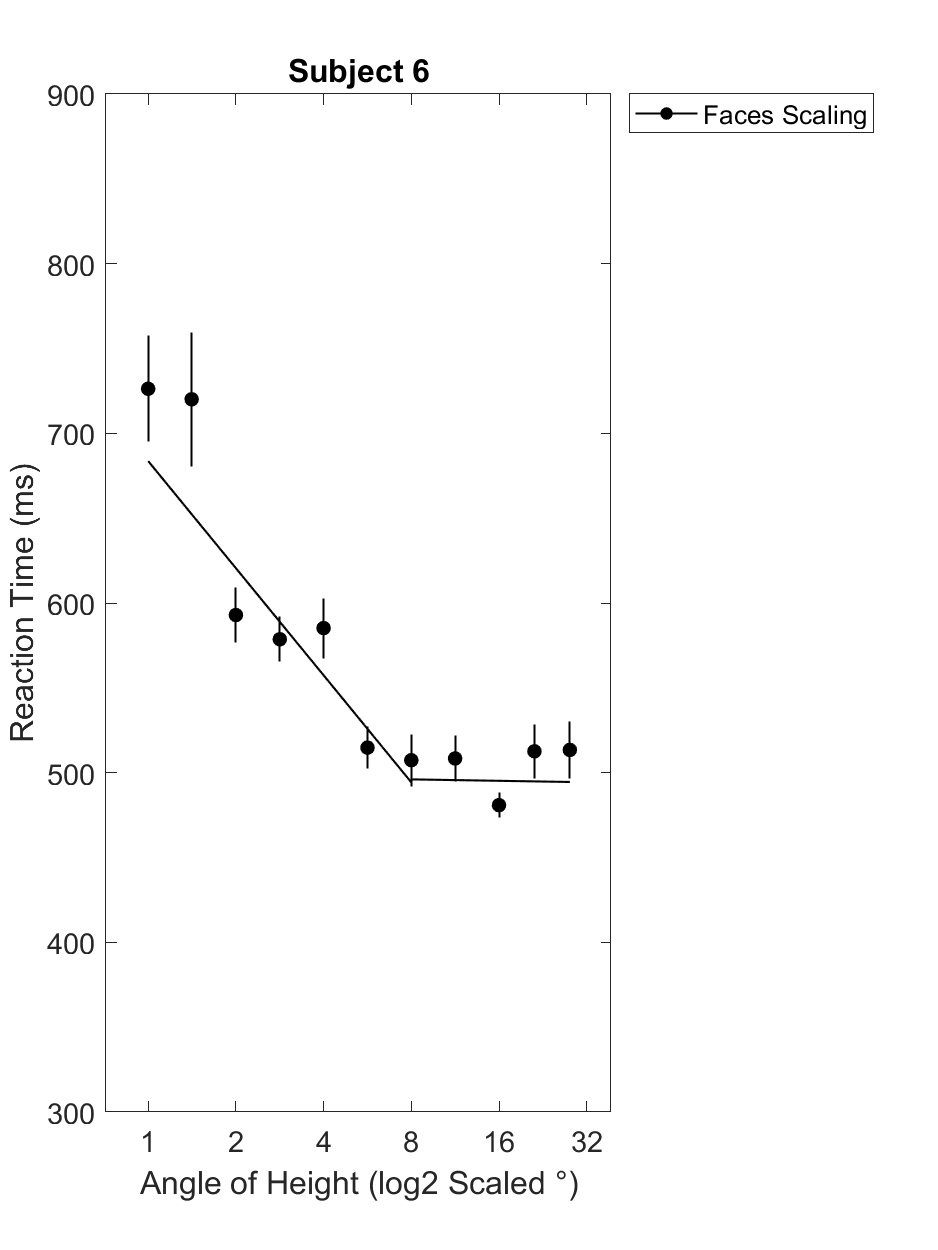 Subject 6
Faces Scaling
900
800
700
600
500
400
300
Reaction Time (ms)
1 2 4 8 16 32
Angle of Height (log2 Scaled °)